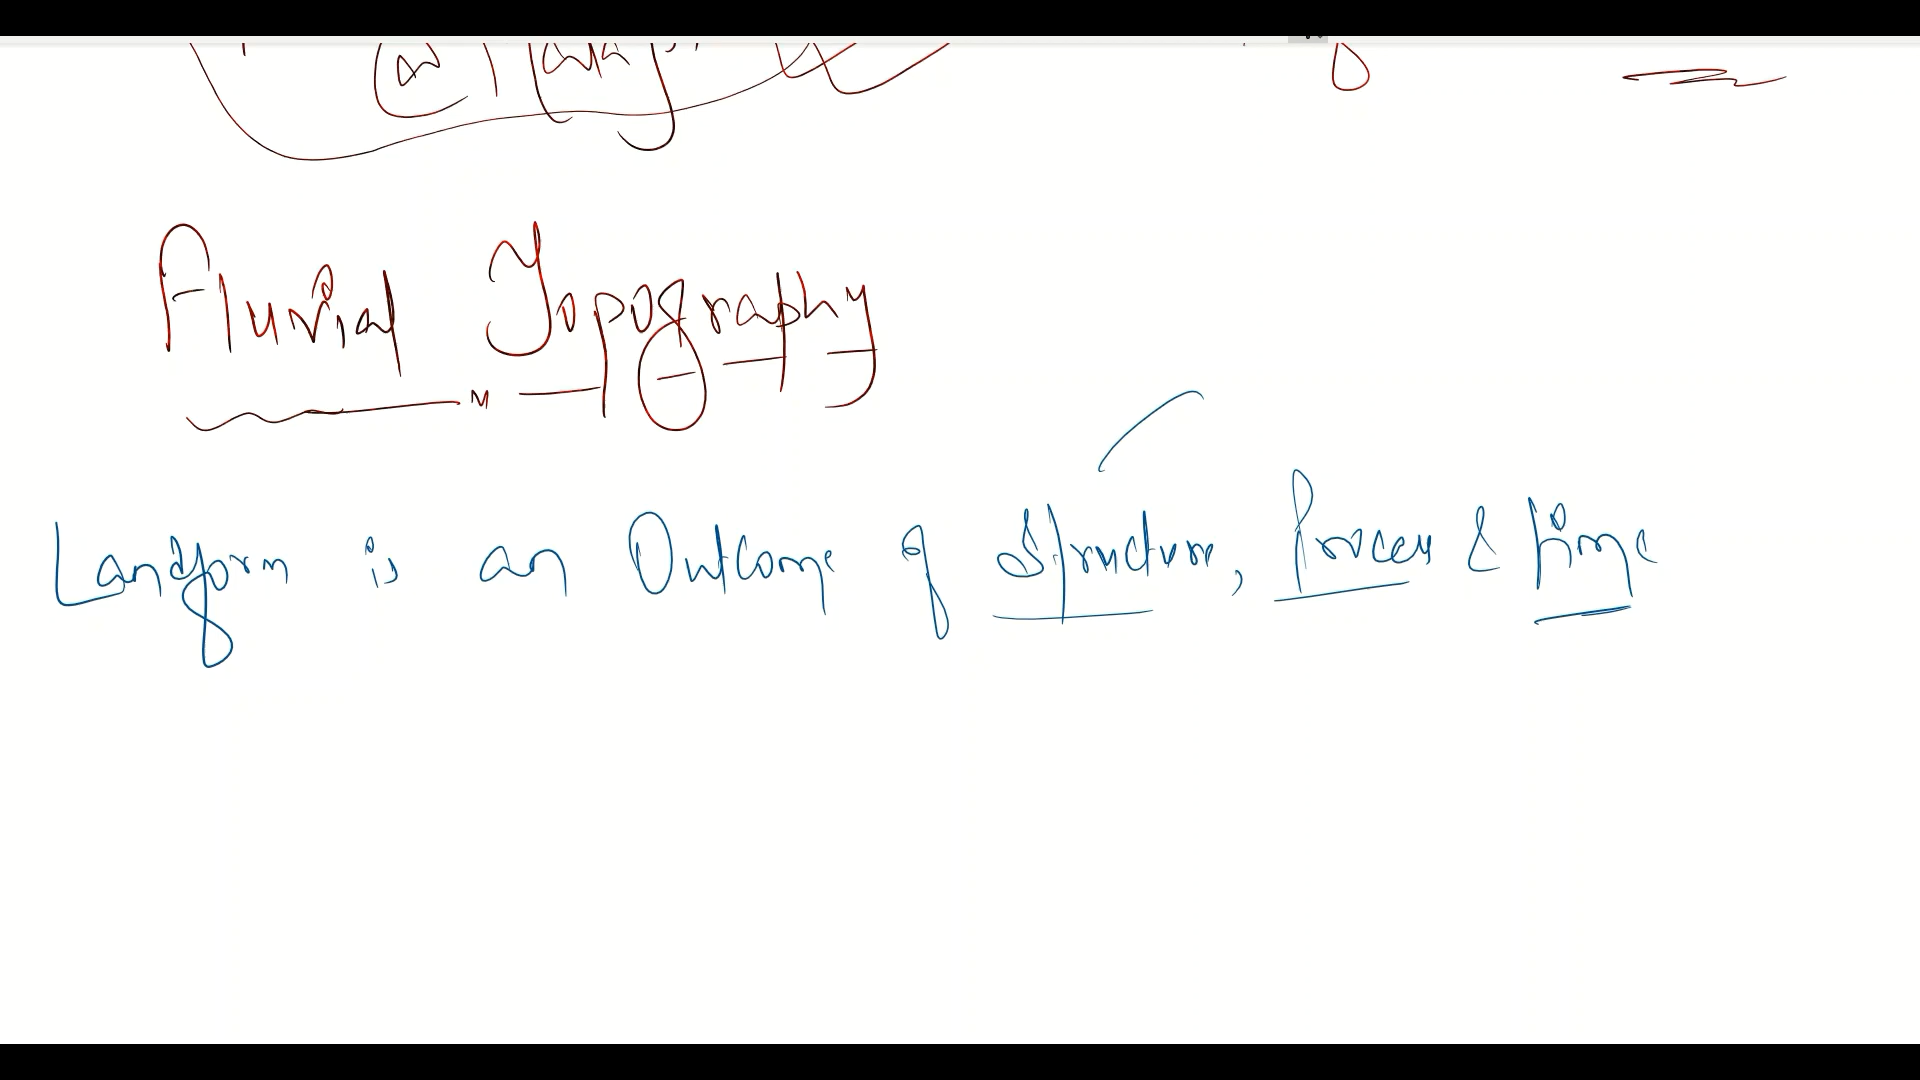 Fluvial Topography
Landform is an Outcome of Structure, Process & time